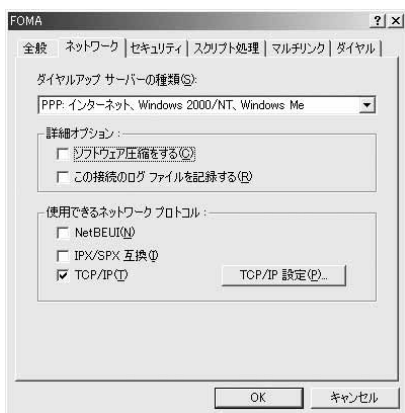 FOMA
全般 ネットワーク セキュリティ スクリプト処理 マルチリンク ダイヤル
ダイヤルアップ サーバーの種類(S):
PPP: インターネット、Windows 2000/NT、Windows Me
詳細オプション:
ソフトウェア圧縮をする(C)
この接続のログ ファイルを記録する(R)
使用できるネットワーク プロトコル:
NetBEUI(N)
IPX/SPX 互換(I)
TCP/IP(T) TCP/IP 設定(P)...
OK キャンセル